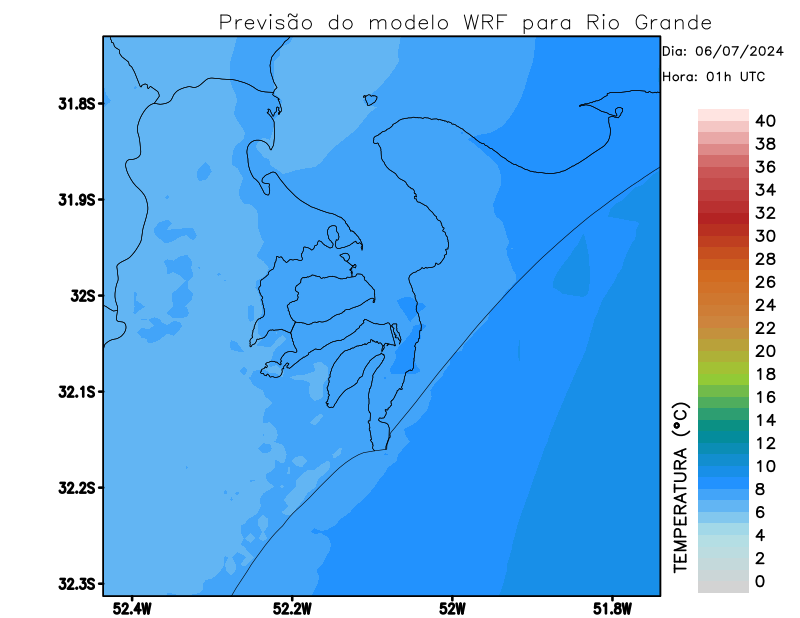 Previsão do modelo WRF para Rio Grande
Dia: 06/07/2024
Hora: 01h UTC
31.8S
31.9S
32S
32.1S
32.2S
32.3S
52.4W
52.2W
52W
51.8W
TEMPERATURA (°C)
40
38
36
34
32
30
28
26
24
22
20
18
16
14
12
10
8
6
4
2
0